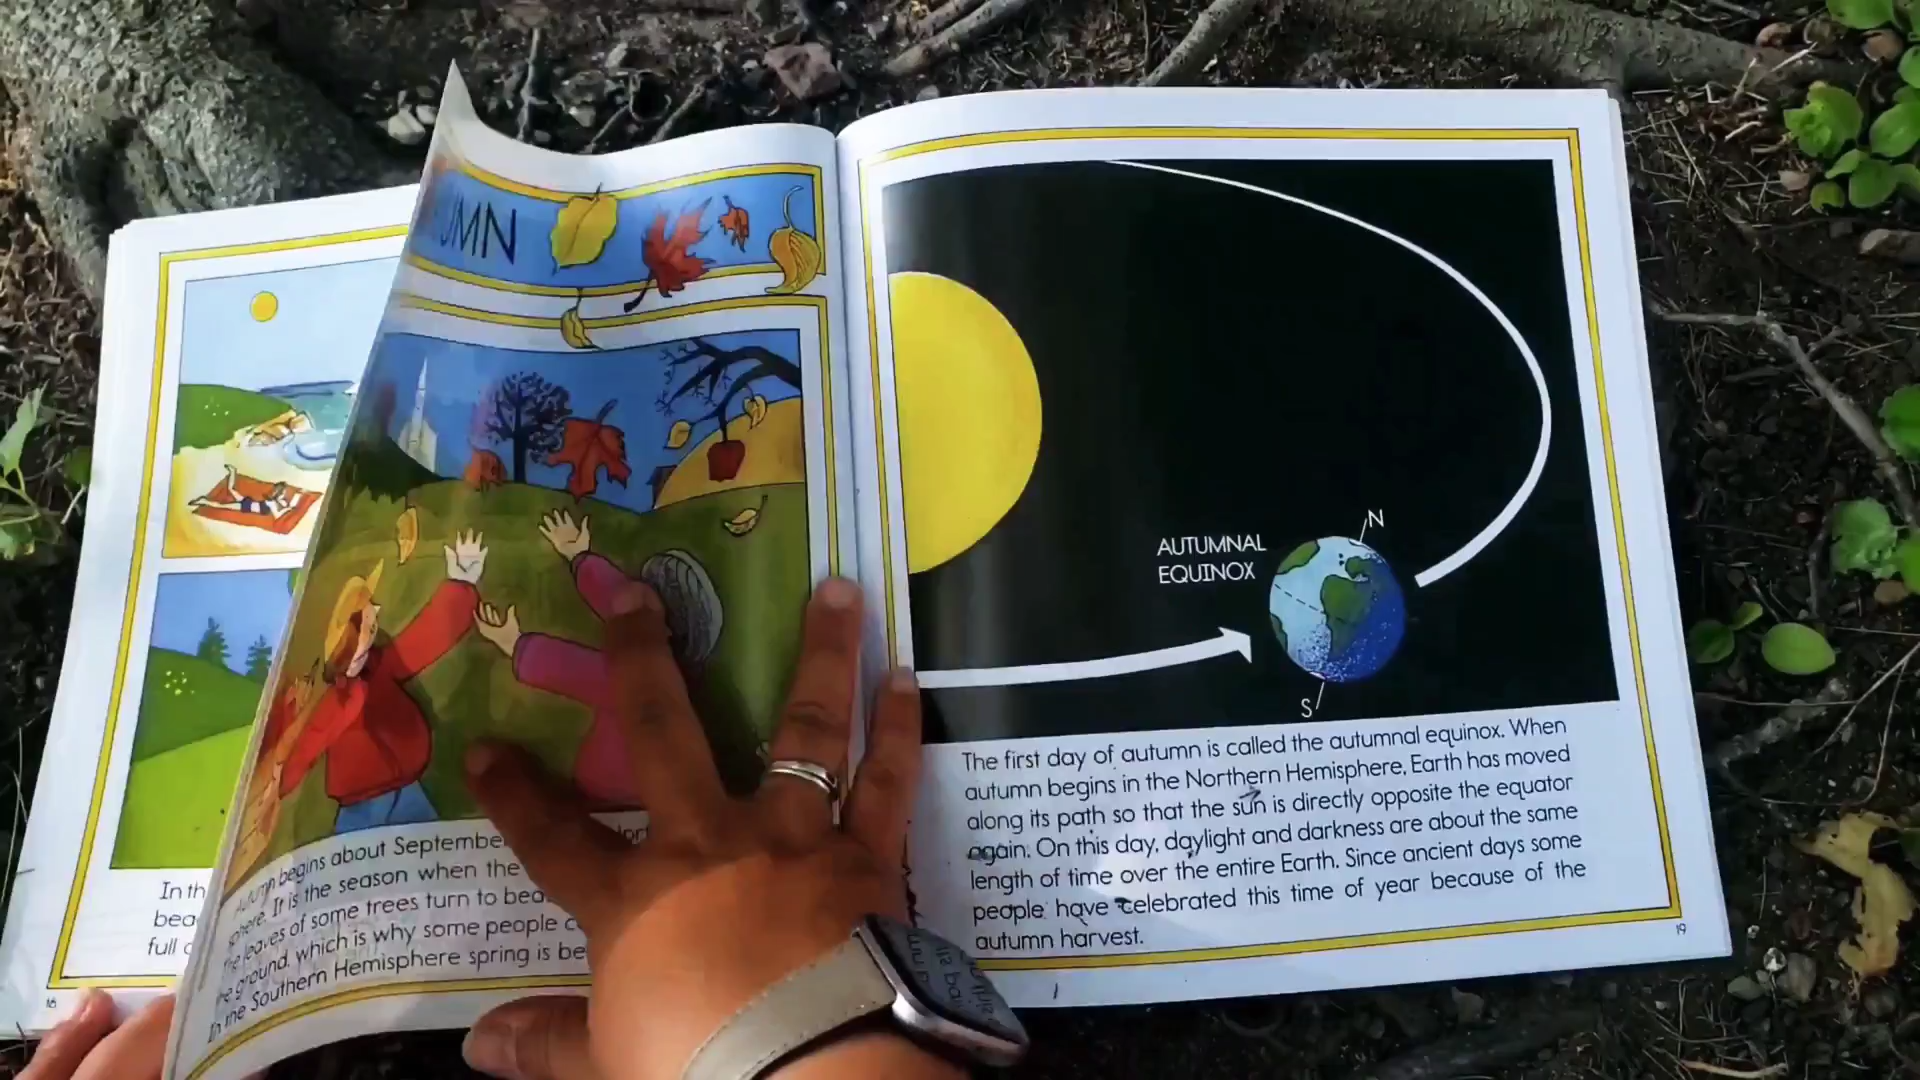 16
In th
bea
full o
UMN
Autumn begins about September
sphere. It is the season when the
the leaves of some trees turn to bea
the ground, which is why some people c
In the Southern Hemisphere spring is be
AUTUMNAL
EQUINOX
N
S
The first day of autumn is called the autumnal equinox. When
autumn begins in the Northern Hemisphere, Earth has moved
along its path so that the sun is directly opposite the equator
again. On this day, daylight and darkness are about the same
length of time over the entire Earth. Since ancient days some
people have celebrated this time of year because of the
autumn harvest.
19